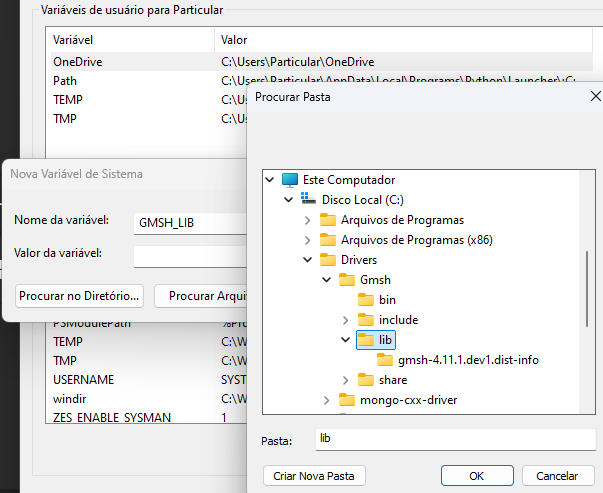 Variáveis de usuário para Particular
Variável Valor
OneDrive C:\Users\Particular\OneDrive
Path C:\Users\Particular\AppData\Local\Programs\Python\Launcher\;C:
TEMP C:\U
TMP C:\U
Procurar Pasta
Este Computador
Disco Local (C:)
Arquivos de Programas
Arquivos de Programas (x86)
Drivers
Gmsh
bin
include
lib
gmsh-4.11.1.dev1.dist-info
share
mongo-cxx-driver
Pasta: lib
Criar Nova Pasta OK Cancelar
Nova Variável de Sistema
Nome da variável: GMSH_LIB
Valor da variável:
Procurar no Diretório... Procurar Arqui
PSModulePath %Pro
TEMP C:\W
TMP C:\W
USERNAME SYST
windir C:\W
ZES_ENABLE_SYSMAN 1